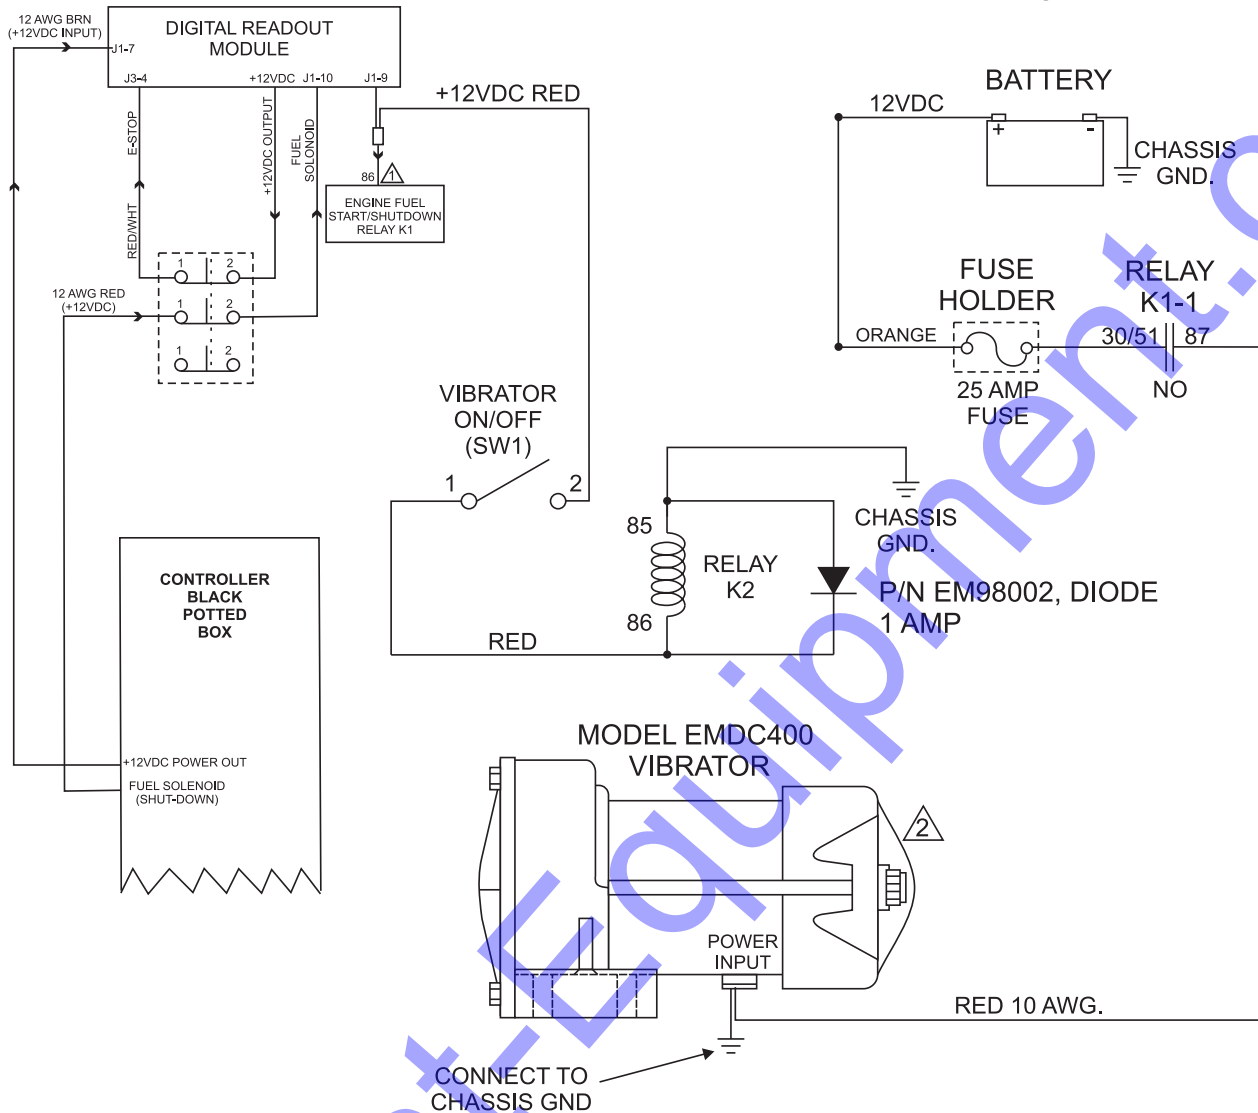 12 AWG BRN
(+12VDC INPUT)
DIGITAL READOUT
MODULE
J1-7
J3-4
+12VDC
J1-10
J1-9
E-STOP
+12VDC OUTPUT
FUEL
SOLONOID
RED/WHT
86
1
ENGINE FUEL
START/SHUTDOWN
RELAY K1
+12VDC RED
1
2
1
2
1
2
12 AWG RED
(+12VDC)
BATTERY
12VDC
+
-
CHASSIS
GND.
FUSE
HOLDER
RELAY
K1-1
ORANGE
30/51
87
25 AMP
FUSE
NO
VIBRATOR
ON/OFF
(SW1)
1
2
RED
85
86
RELAY
K2
CHASSIS
GND.
P/N EM98002, DIODE
1 AMP
CONTROLLER
BLACK
POTTED
BOX
+12VDC POWER OUT
FUEL SOLENOID
(SHUT-DOWN)
MODEL EMDC400
VIBRATOR
2
POWER
INPUT
RED 10 AWG.
CONNECT TO
CHASSIS GND